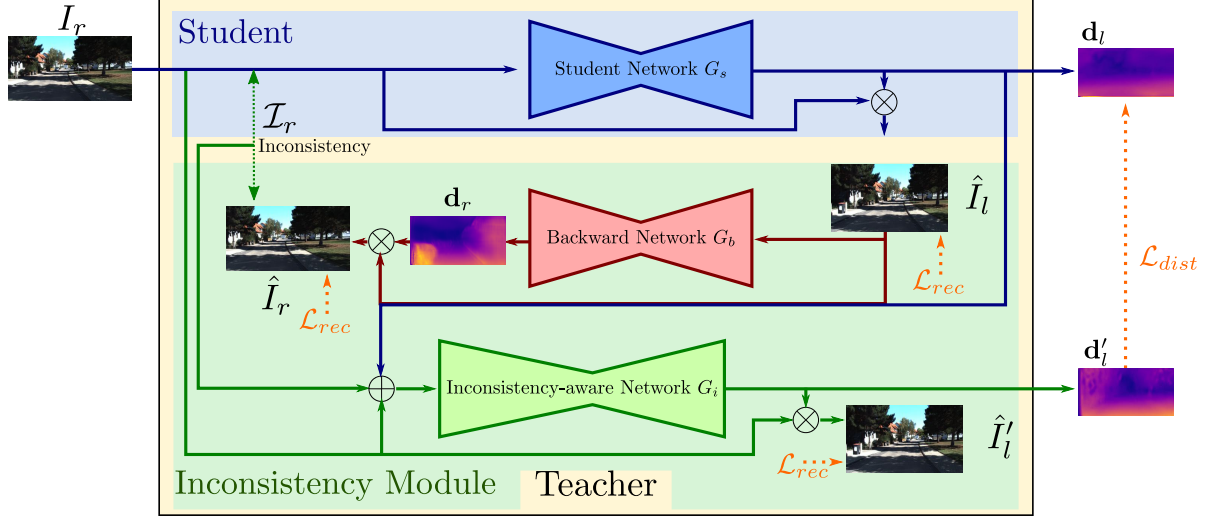 I_r
Student
Student Network G_s
d_l
𝓘_r
Inconsistency
d_r
Backward Network G_b
Î_l
𝓛_rec
Î_r
𝓛_rec
𝓛_dist
Inconsistency-aware Network G_i
d′_l
Î′_l
𝓛_rec
Inconsistency Module
Teacher